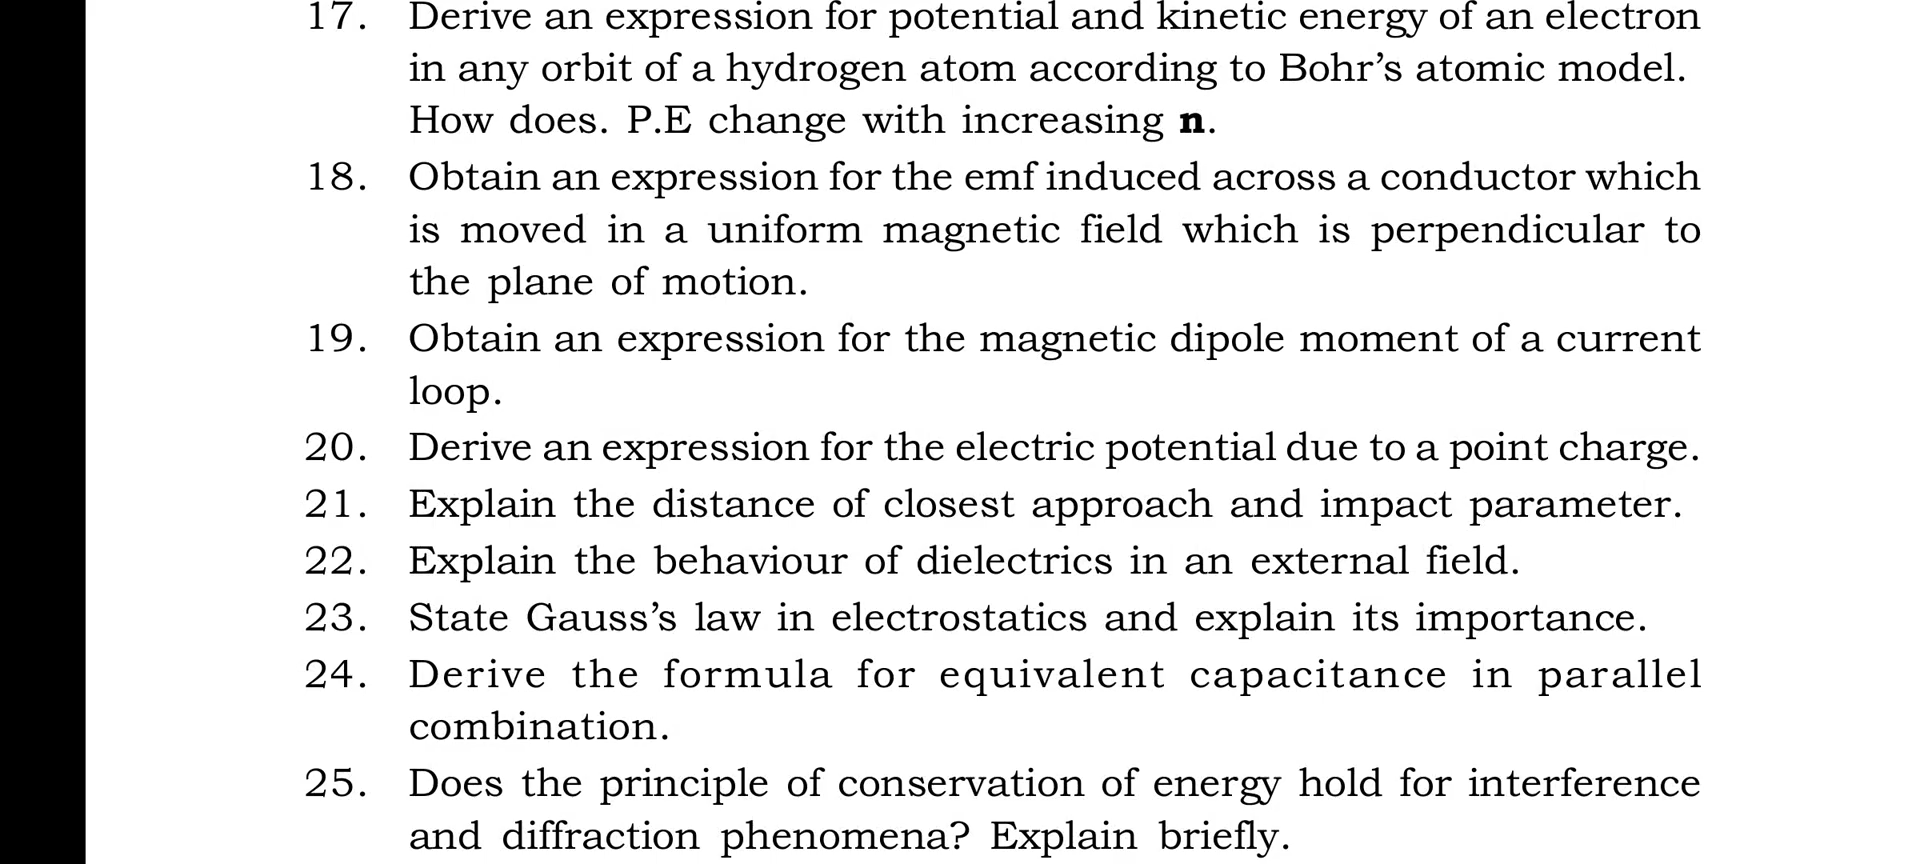 17. Derive an expression for potential and kinetic energy of an electron
in any orbit of a hydrogen atom according to Bohr's atomic model.
How does. P.E change with increasing n.
18. Obtain an expression for the emf induced across a conductor which
is moved in a uniform magnetic field which is perpendicular to
the plane of motion.
19. Obtain an expression for the magnetic dipole moment of a current
loop.
20. Derive an expression for the electric potential due to a point charge.
21. Explain the distance of closest approach and impact parameter.
22. Explain the behaviour of dielectrics in an external field.
23. State Gauss's law in electrostatics and explain its importance.
24. Derive the formula for equivalent capacitance in parallel
combination.
25. Does the principle of conservation of energy hold for interference
and diffraction phenomena? Explain briefly.